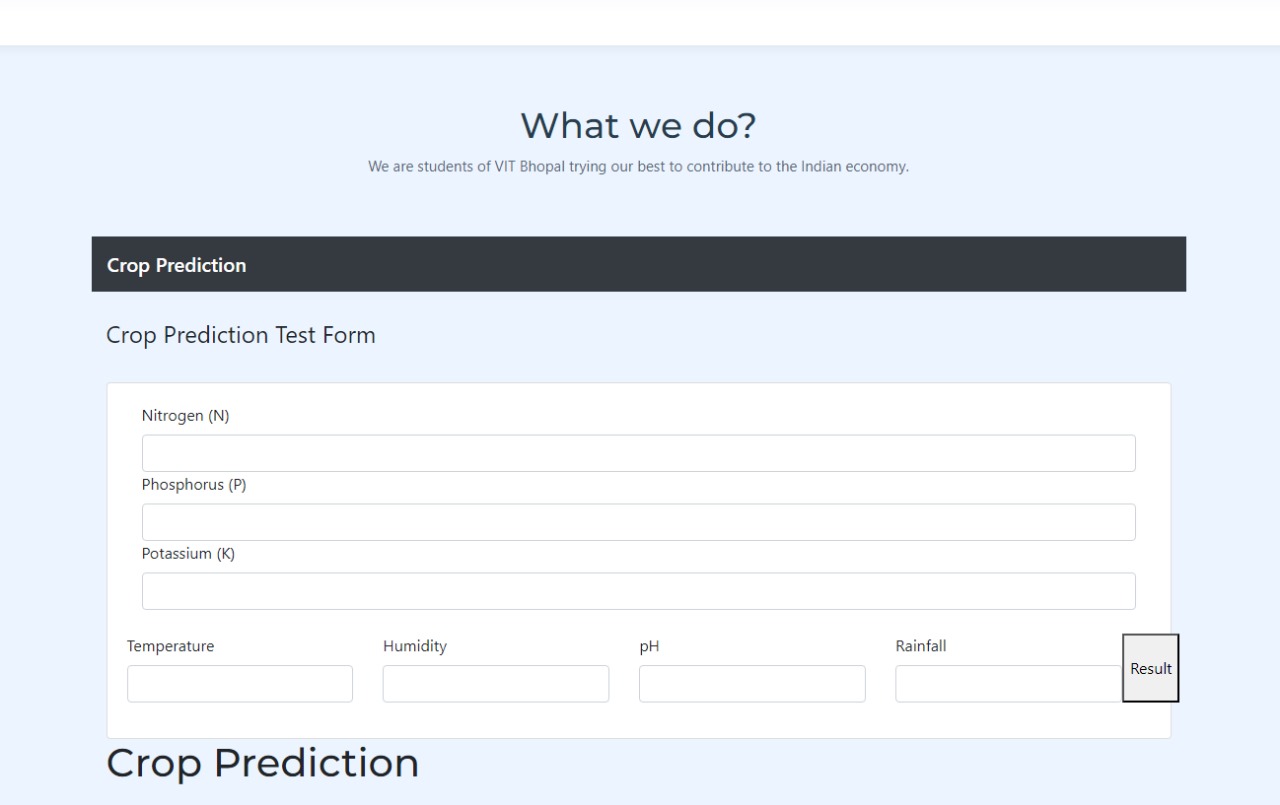 What we do?
We are students of VIT Bhopal trying our best to contribute to the Indian economy.
Crop Prediction
Crop Prediction Test Form
Nitrogen (N)
Phosphorus (P)
Potassium (K)
Temperature Humidity pH Rainfall
Result
Crop Prediction